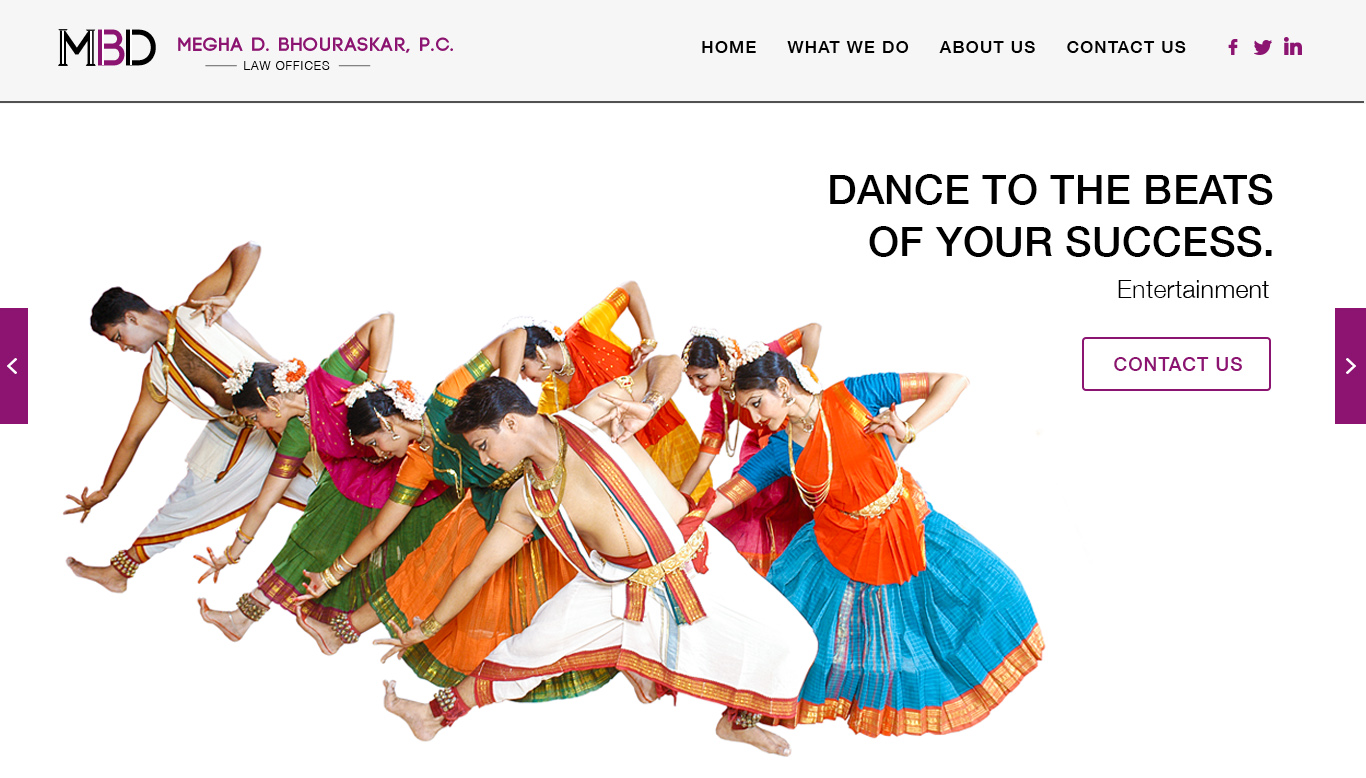 MBD
MEGHA D. BHOURASKAR, P.C.
LAW OFFICES
HOME WHAT WE DO ABOUT US CONTACT US
DANCE TO THE BEATS
OF YOUR SUCCESS.
Entertainment
CONTACT US